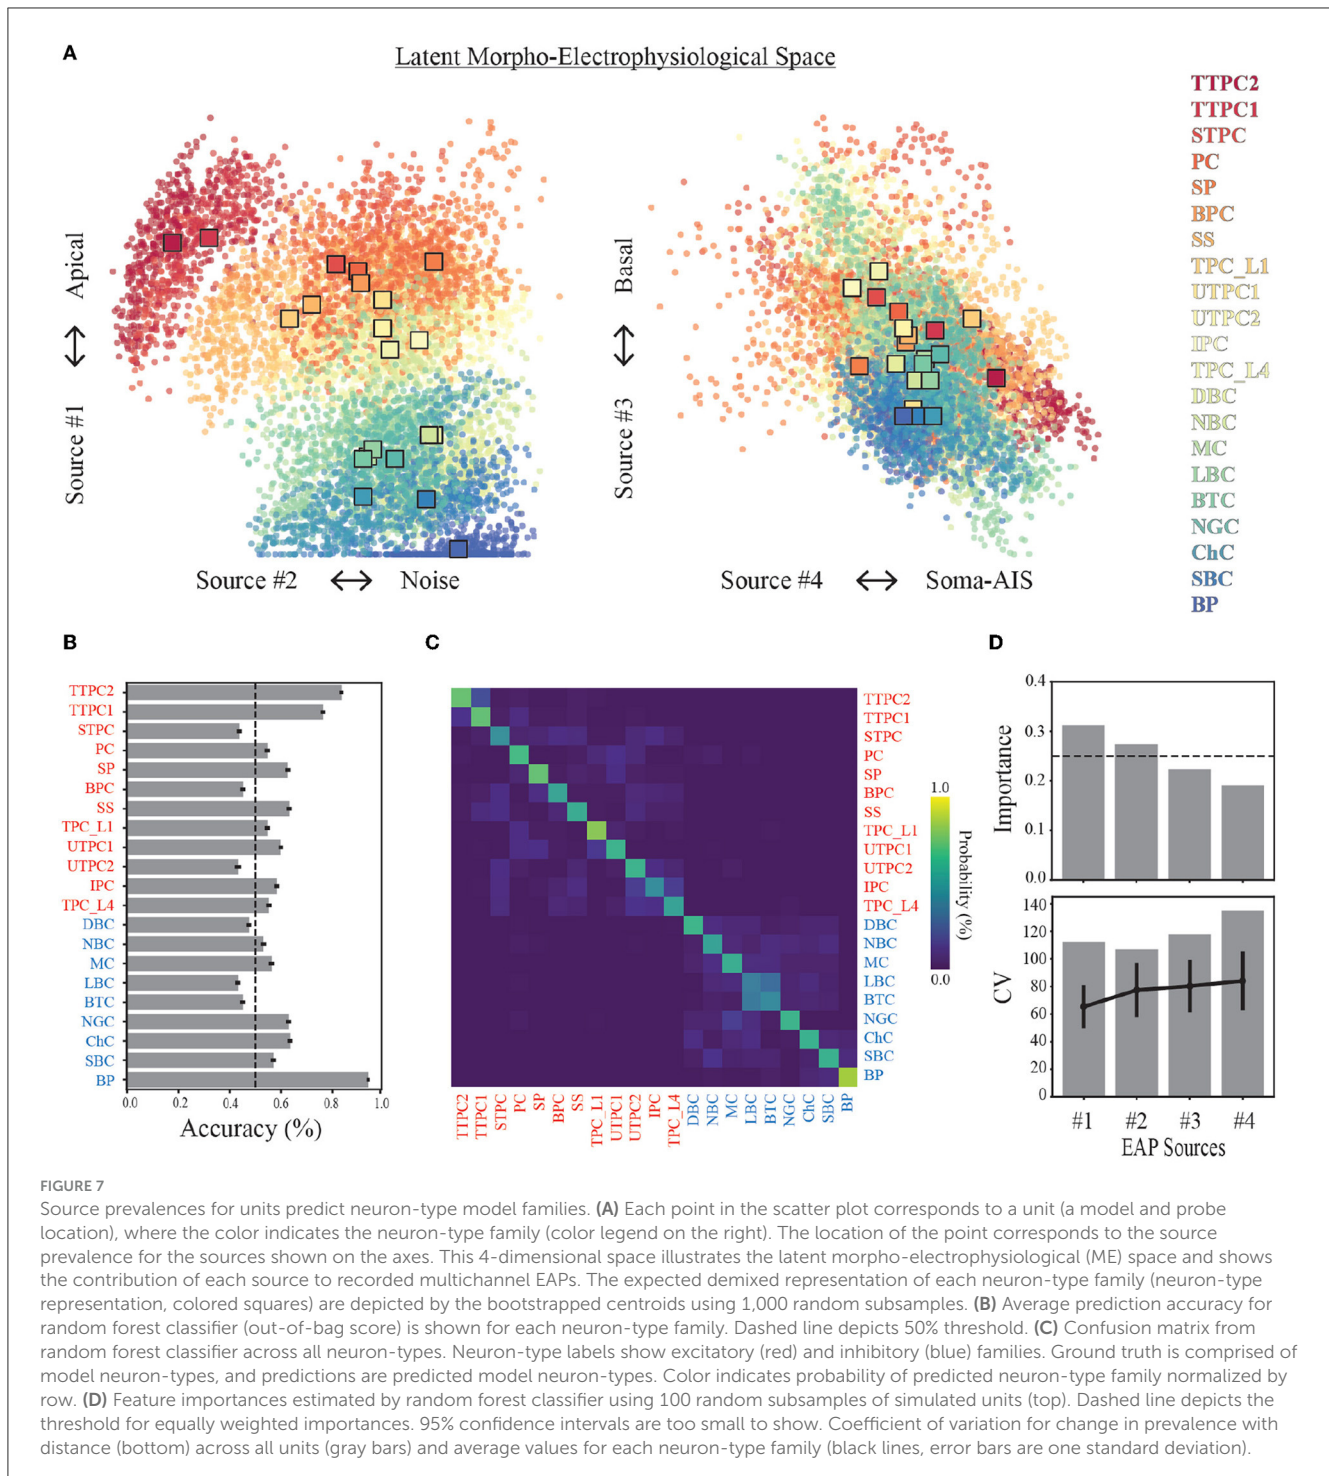 A
Latent Morpho-Electrophysiological Space
Source #1
Apical
Source #2
Noise
Source #3
Basal
Source #4
Soma-AIS
TTPC2
TTPC1
STPC
PC
SP
BPC
SS
TPC_L1
UTPC1
UTPC2
IPC
TPC_L4
DBC
NBC
MC
LBC
BTC
NGC
ChC
SBC
BP
B
TTPC2
TTPC1
STPC
PC
SP
BPC
SS
TPC_L1
UTPC1
UTPC2
IPC
TPC_L4
DBC
NBC
MC
LBC
BTC
NGC
ChC
SBC
BP
0.0 0.2 0.4 0.6 0.8 1.0
Accuracy (%)
C
TTPC2
TTPC1
STPC
PC
SP
BPC
SS
TPC_L1
UTPC1
UTPC2
IPC
TPC_L4
DBC
NBC
MC
LBC
BTC
NGC
ChC
SBC
BP
TTPC2 TTPC1 STPC PC SP BPC SS TPC_L1 UTPC1 UTPC2 IPC TPC_L4 DBC NBC MC LBC BTC NGC ChC SBC BP
1.0
Probability (%)
0.0
D
0.4
0.3
0.2
0.1
0.0
Importance
140
120
100
80
60
40
20
0
CV
#1 #2 #3 #4
EAP Sources
FIGURE 7
Source prevalences for units predict neuron-type model families. (A) Each point in the scatter plot corresponds to a unit (a model and probe
location), where the color indicates the neuron-type family (color legend on the right). The location of the point corresponds to the source
prevalence for the sources shown on the axes. This 4-dimensional space illustrates the latent morpho-electrophysiological (ME) space and shows
the contribution of each source to recorded multichannel EAPs. The expected demixed representation of each neuron-type family (neuron-type
representation, colored squares) are depicted by the bootstrapped centroids using 1,000 random subsamples. (B) Average prediction accuracy for
random forest classifier (out-of-bag score) is shown for each neuron-type family. Dashed line depicts 50% threshold. (C) Confusion matrix from
random forest classifier across all neuron-types. Neuron-type labels show excitatory (red) and inhibitory (blue) families. Ground truth is comprised of
model neuron-types, and predictions are predicted model neuron-types. Color indicates probability of predicted neuron-type family normalized by
row. (D) Feature importances estimated by random forest classifier using 100 random subsamples of simulated units (top). Dashed line depicts the
threshold for equally weighted importances. 95% confidence intervals are too small to show. Coefficient of variation for change in prevalence with
distance (bottom) across all units (gray bars) and average values for each neuron-type family (black lines, error bars are one standard deviation).